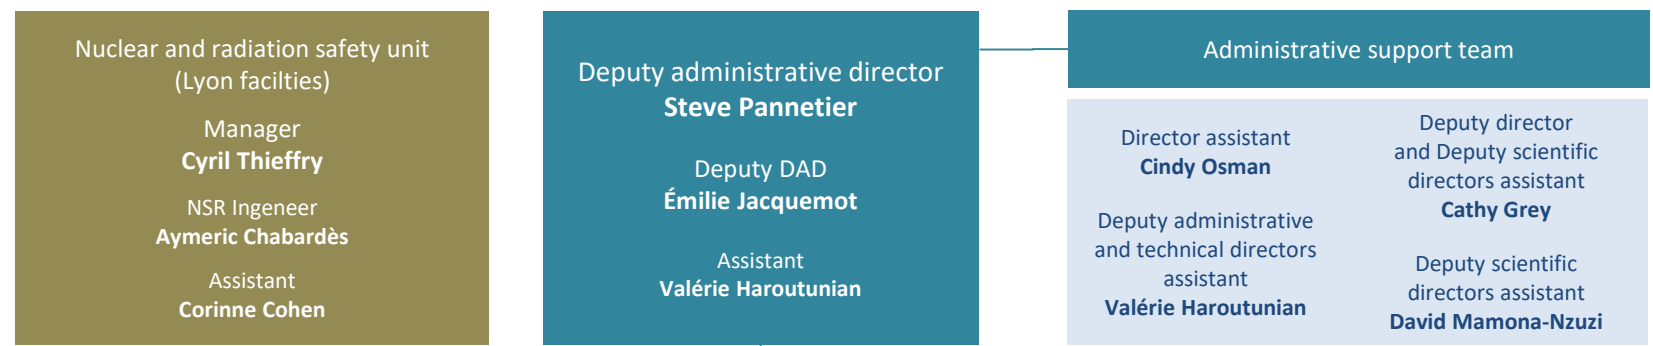 Nuclear and radiation safety unit
(Lyon facilties)
Manager
Cyril Thieffry
NSR Ingeneer
Aymeric Chabardès
Assistant
Corinne Cohen
Deputy administrative director
Steve Pannetier
Deputy DAD
Émilie Jacquemot
Assistant
Valérie Haroutunian
Administrative support team
Director assistant
Cindy Osman
Deputy administrative
and technical directors
assistant
Valérie Haroutunian
Deputy director
and Deputy scientific
directors assistant
Cathy Grey
Deputy scientific
directors assistant
David Mamona-Nzuzi